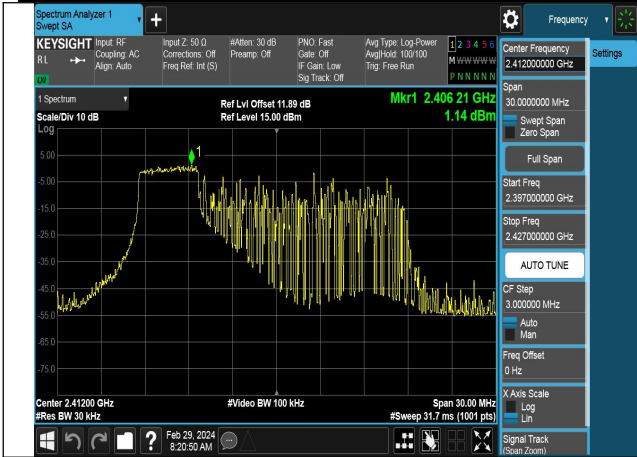 Spectrum Analyzer 1
Swept SA
Frequency
KEYSIGHT
Input: RF
Coupling: AC
Align: Auto
Input Z: 50 Ω
Corrections: Off
Freq Ref: Int (S)
#Atten: 30 dB
Preamp: Off
PNO: Fast
Gate: Off
IF Gain: Low
Sig Track: Off
Avg Type: Log-Power
Avg|Hold: 100/100
Trig: Free Run
1 2 3 4 5 6
M W W W W W
P N N N N N
R L
1 Spectrum
Scale/Div 10 dB
Log
Ref Lvl Offset 11.89 dB
Ref Level 15.00 dBm
Mkr1 2.406 21 GHz
1.14 dBm
1
5.00
-5.00
-15.0
-25.0
-35.0
-45.0
-55.0
-65.0
-75.0
Center 2.41200 GHz
#Res BW 30 kHz
#Video BW 100 kHz
Span 30.00 MHz
#Sweep 31.7 ms (1001 pts)
Center Frequency
2.412000000 GHz
Settings
Span
30.0000000 MHz
Swept Span
Zero Span
Full Span
Start Freq
2.397000000 GHz
Stop Freq
2.427000000 GHz
AUTO TUNE
CF Step
3.000000 MHz
Auto
Man
Freq Offset
0 Hz
X Axis Scale
Log
Lin
Signal Track
(Span Zoom)
?
Feb 29, 2024
8:20:50 AM